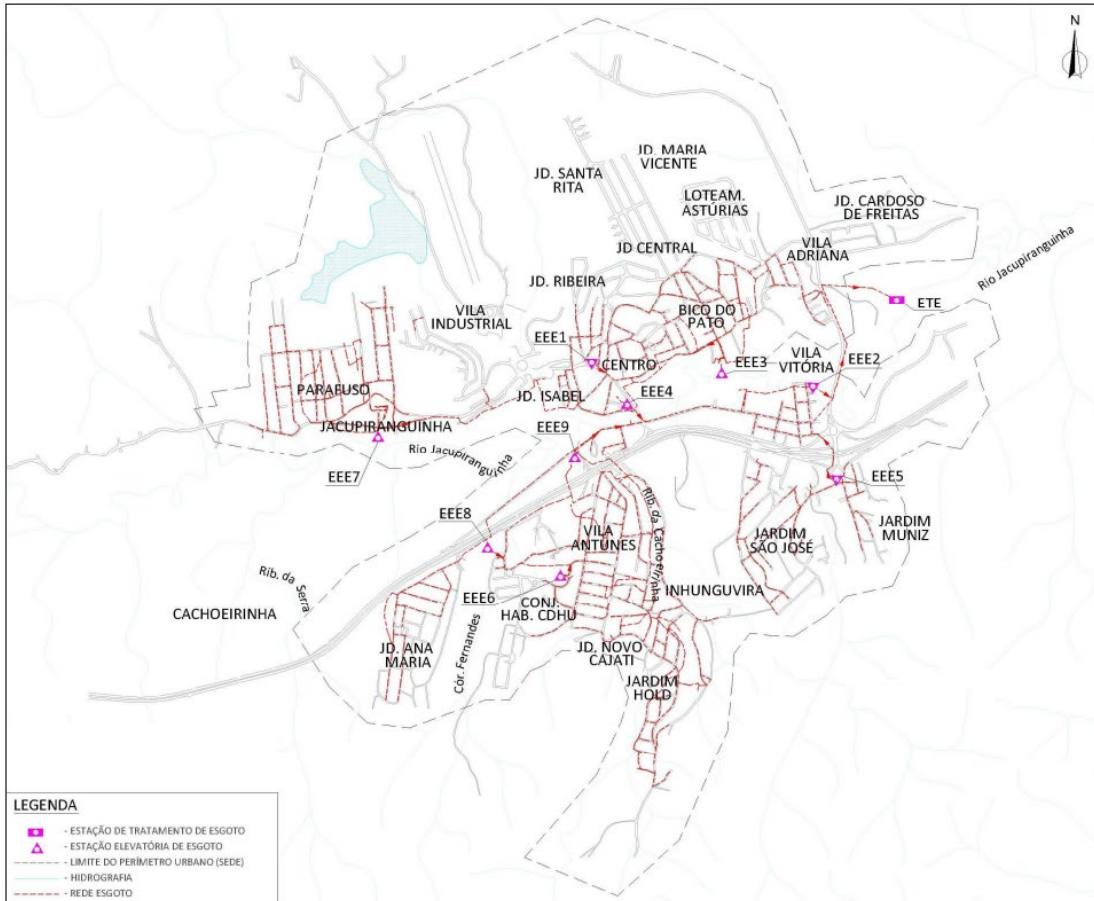 N
JD. MARIA
VICENTE
JD. SANTA
RITA
LOTEAM.
ASTÚRIAS
JD. CARDOSO
DE FREITAS
JD CENTRAL
VILA
ADRIANA
Rio Jacupiranguinha
JD. RIBEIRA
ETE
VILA
INDUSTRIAL
BICO DO
PATO
EEE1
CENTRO
EEE3
VILA
VITÓRIA
EEE2
PARAFUSO
JD. ISABEL
EEE4
JACUPIRANGUINHA
EEE9
Rio Jacupiranguinha
EEE7
EEE5
EEE8
Rib. da Cachoeirinha
VILA
ANTUNES
JARDIM
SÃO JOSÉ
JARDIM
MUNIZ
Rib. da Serra
EEE6
INHUNGUVIRA
CACHOEIRINHA
CONJ.
HAB. CDHU
Cór. Fernandes
JD. ANA
MARIA
JD. NOVO
CAJATI
JARDIM
HOLD
LEGENDA
- ESTAÇÃO DE TRATAMENTO DE ESGOTO
- ESTAÇÃO ELEVATÓRIA DE ESGOTO
- LIMITE DO PERÍMETRO URBANO (SEDE)
- HIDROGRAFIA
- REDE ESGOTO